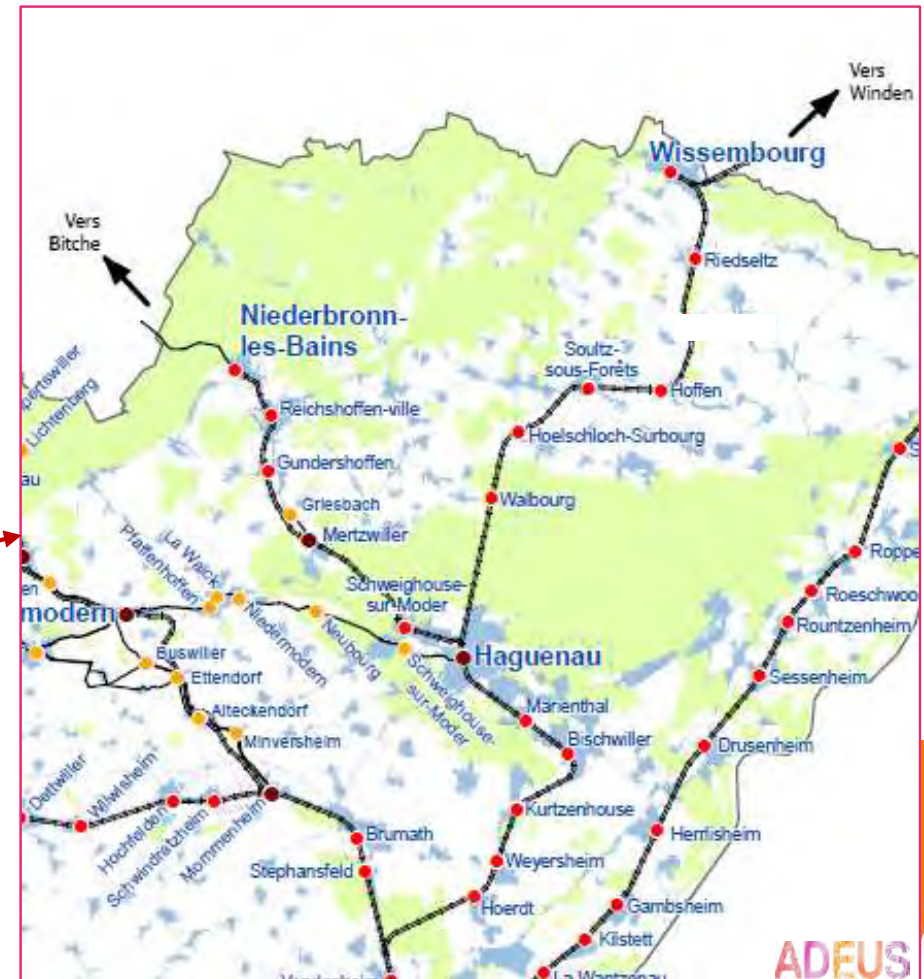 Vers
Winden
Wissembourg
Vers
Bitche
Riedseltz
Niederbronn-
les-Bains
Soultz-
sous-Forêts
Hoffen
Lichtenberg
Reichshoffen-ville
Hoelschloch-Surbourg
Gundershoffen
Walbourg
Griesbach
Mertzwiller
La Walck
Pfaffenhoffen
Schweighouse-
sur-Moder
modern
Niedermodern
Neubourg
Haguenau
Schweighouse-
sur-Moder
Roeschwoo
Rountzenheim
Buswiller
Ettendorf
Sessenheim
Alteckendorf
Marienthal
Minversheim
Bischwiller
Drusenheim
Dettwiller
Wilwisheim
Hochfelden
Schwindratzheim
Mommenheim
Kurtzenhouse
Brumath
Herrlisheim
Stephansfeld
Weyersheim
Hoerdt
Gambsheim
Kilstett
La Wantzenau
ADEUS